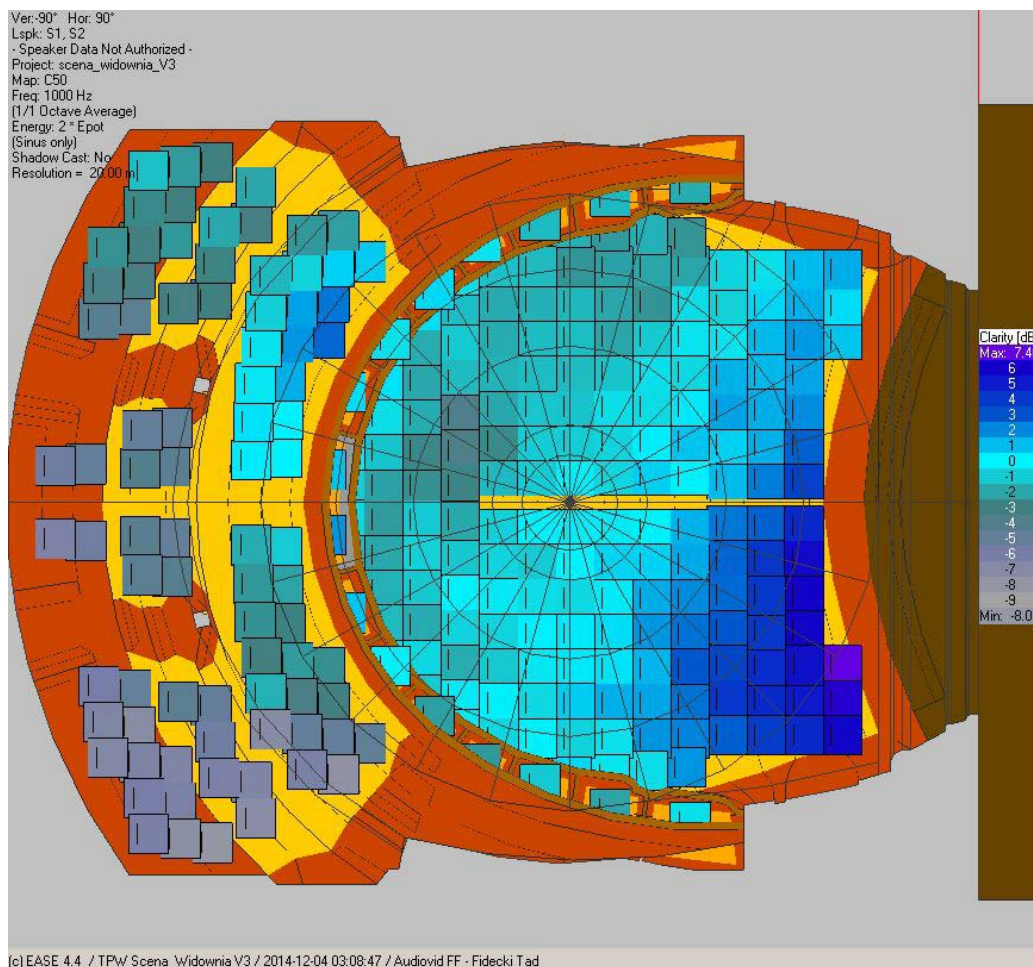 Ver:-90° Hor: 90°
Lspk: S1, S2
- Speaker Data Not Authorized -
Project: scena_widownia_V3
Map: C50
Freq: 1000 Hz
(1/1 Octave Average)
Energy: 2 * Epot
(Sinus only)
Shadow Cast: No
Resolution = 20.00 m
Clarity [dB
Max: 7.4
6
5
4
3
2
1
0
-1
-2
-3
-4
-5
-6
-7
-8
-9
Min: -8.0
(c) EASE 4.4 / TPW Scena Widownia V3 / 2014-12-04 03:08:47 / Audiovid FF - Fidecki Tad